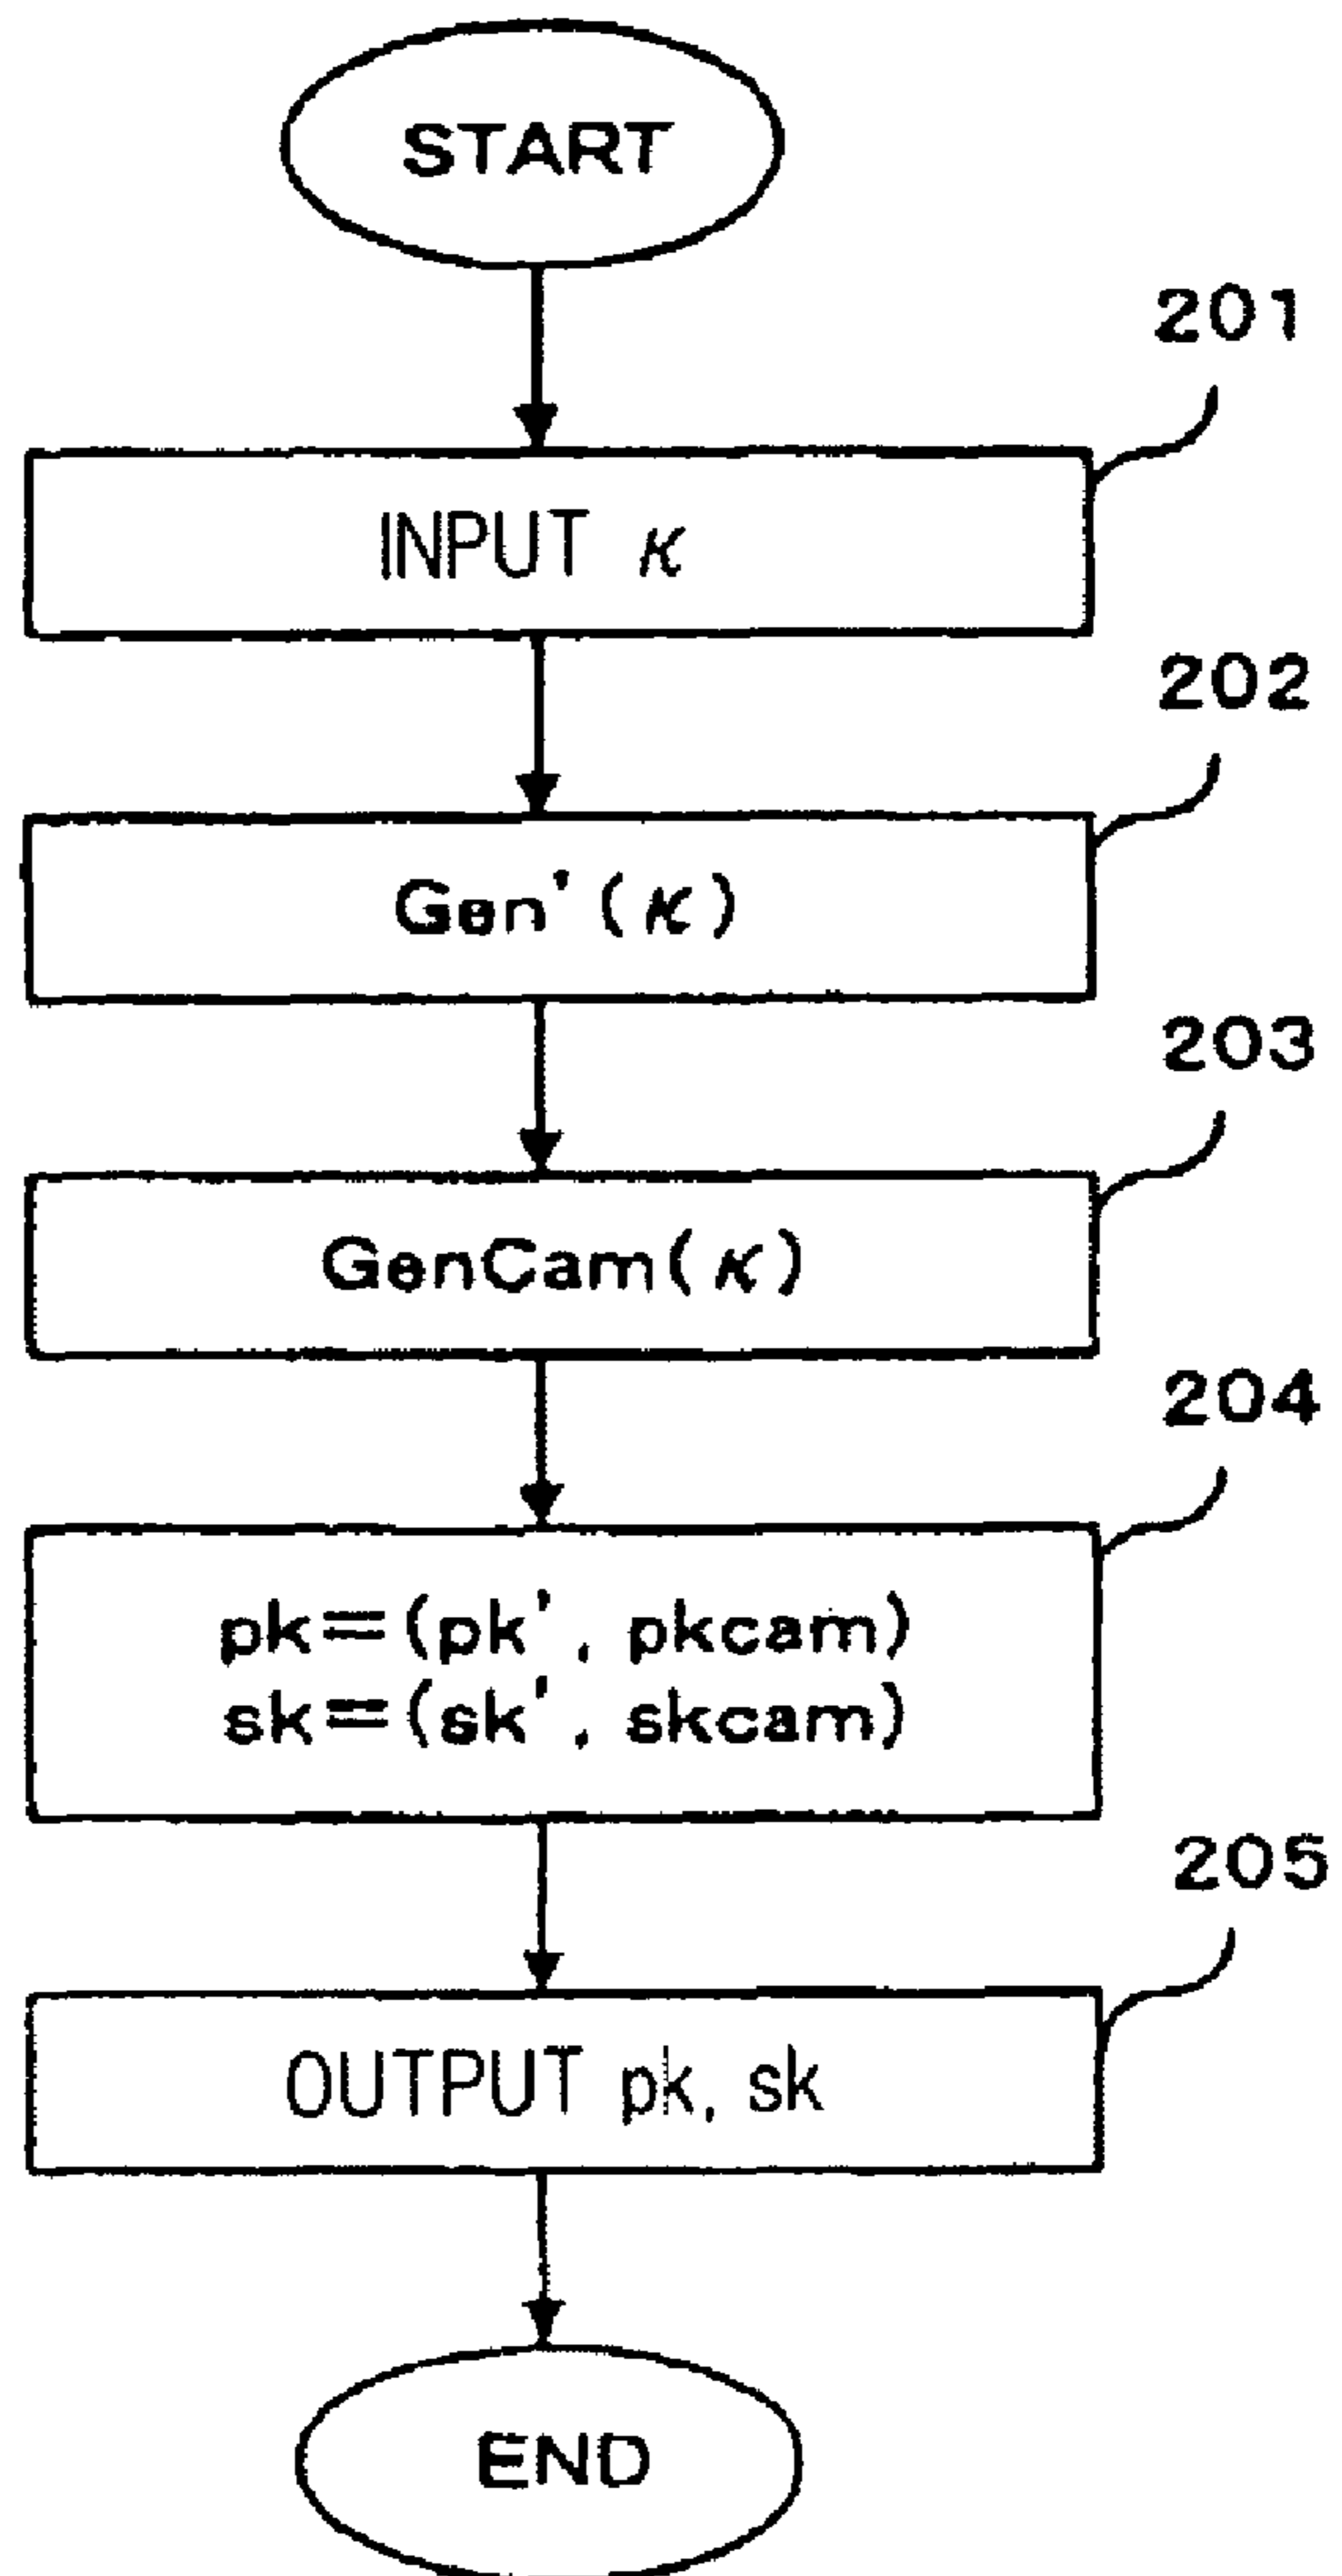 START
201
INPUT κ
202
Gen'(κ)
203
GenCam(κ)
204
pk=(pk', pkcam)
sk=(sk', skcam)
205
OUTPUT pk, sk
END